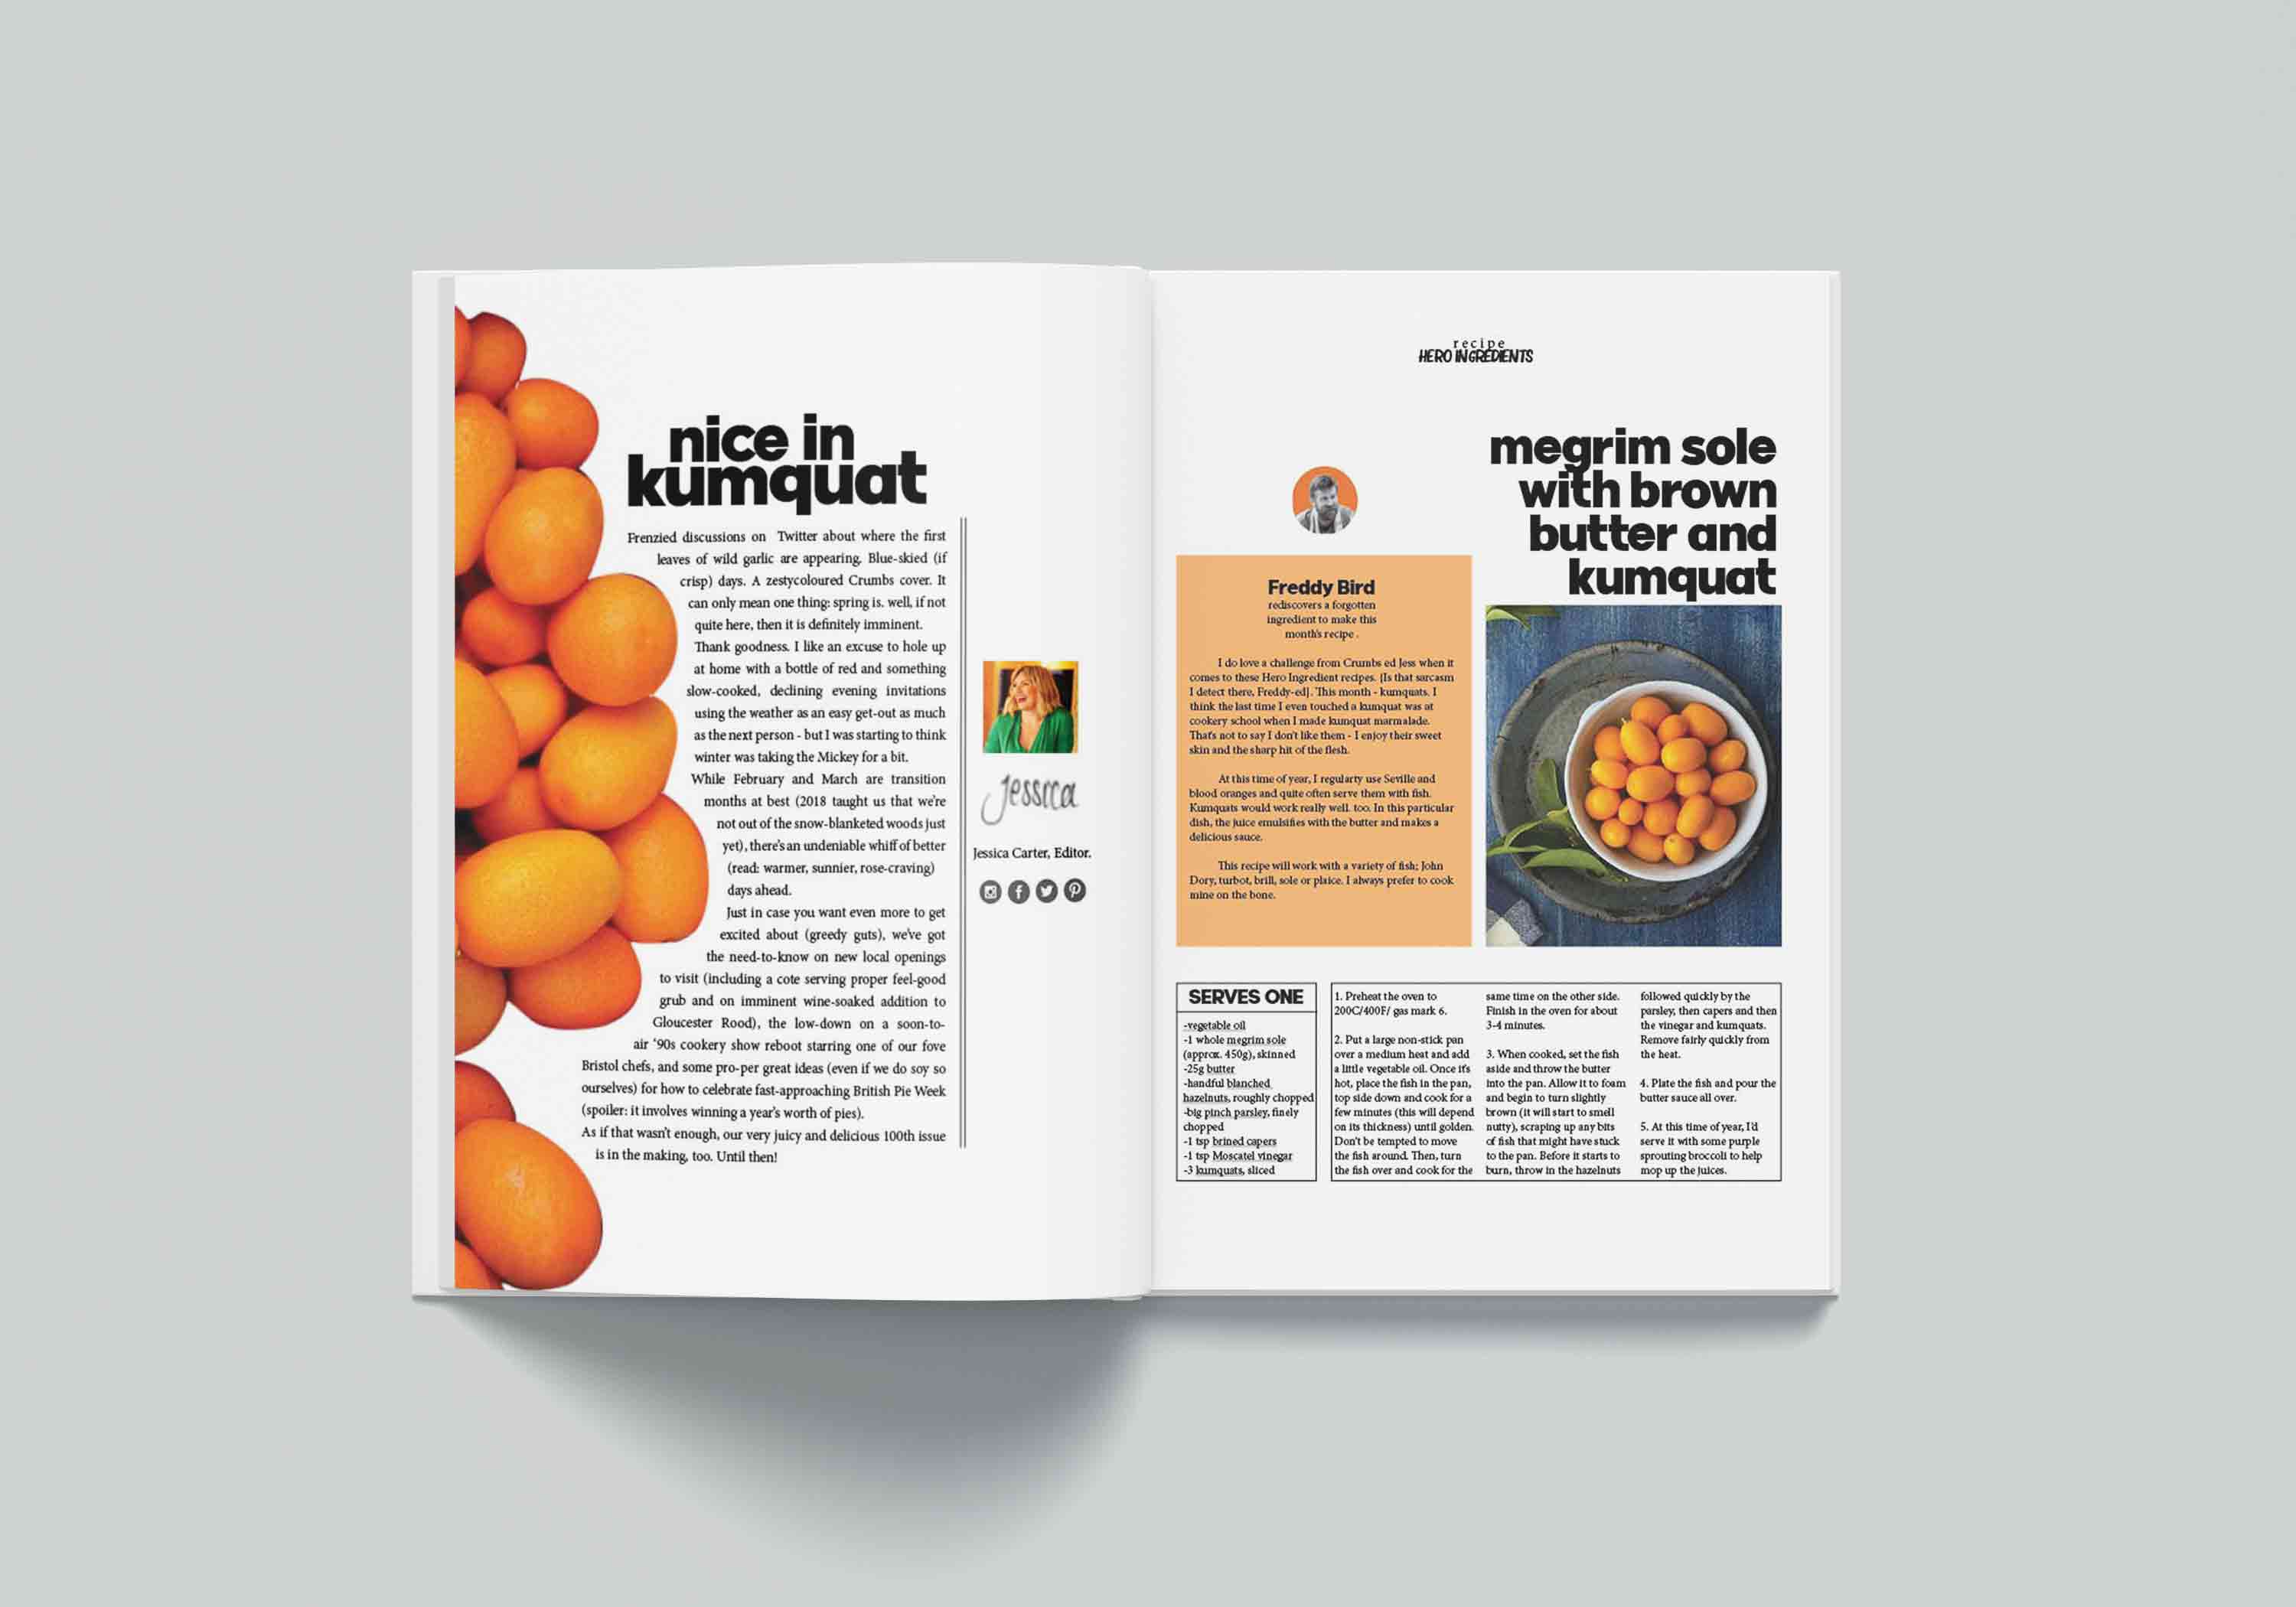 nice in
kumquat
Frenzied discussions on Twitter about where the first
leaves of wild garlic are appearing. Blue-skied (if
crisp) days. A zestycoloured Crumbs cover. It
can only mean one thing: spring is. well, if not
quite here, then it is definitely imminent.
Thank goodness. I like an excuse to hole up
at home with a bottle of red and something
slow-cooked, declining evening invitations
using the weather as an easy get-out as much
as the next person - but I was starting to think
winter was taking the Mickey for a bit.
While February and March are transition
months at best (2018 taught us that we're
not out of the snow-blanketed woods just
yet), there's an undeniable whiff of better
(read: warmer, sunnier, rose-craving)
days ahead.
Just in case you want even more to get
excited about (greedy guts), we've got
the need-to-know on new local openings
to visit (including a cote serving proper feel-good
grub and on imminent wine-soaked addition to
Gloucester Rood), the low-down on a soon-to-
air '90s cookery show reboot starring one of our fove
Bristol chefs, and some pro-per great ideas (even if we do soy so
ourselves) for how to celebrate fast-approaching British Pie Week
(spoiler: it involves winning a year's worth of pies).
As if that wasn't enough, our very juicy and delicious 100th issue
is in the making, too. Until then!
Jessica
Jessica Carter, Editor.
recipe
HERO INGREDIENTS
megrim sole
with brown
butter and
kumquat
Freddy Bird
rediscovers a forgotten
ingredient to make this
month's recipe .
I do love a challenge from Crumbs ed Jess when it
comes to these Hero Ingredient recipes. [Is that sarcasm
I detect there, Freddy-ed]. This month - kumquats. I
think the last time I even touched a kumquat was at
cookery school when I made kumquat marmalade.
That's not to say I don't like them - I enjoy their sweet
skin and the sharp hit of the flesh.
At this time of year, I regularty use Seville and
blood oranges and quite often serve them with fish.
Kumquats would work really well. too. In this particular
dish, the juice emulsifies with the butter and makes a
delicious sauce.
This recipe will work with a variety of fish; John
Dory, turbot, brill, sole or plaice. I always prefer to cook
mine on the bone.
SERVES ONE
-vegetable oil
-1 whole megrim sole
(approx. 450g), skinned
-25g butter
-handful blanched
hazelnuts, roughly chopped
-big pinch parsley, finely
chopped
-1 tsp brined capers
-1 tsp Moscatel vinegar
-3 kumquats, sliced
1. Preheat the oven to
200C/400F/ gas mark 6.
2. Put a large non-stick pan
over a medium heat and add
a little vegetable oil. Once it's
hot, place the fish in the pan,
top side down and cook for a
few minutes (this will depend
on its thickness) until golden.
Don't be tempted to move
the fish around. Then, turn
the fish over and cook for the
same time on the other side.
Finish in the oven for about
3-4 minutes.
3. When cooked, set the fish
aside and throw the butter
into the pan. Allow it to foam
and begin to turn slightly
brown (it will start to smell
nutty), scraping up any bits
of fish that might have stuck
to the pan. Before it starts to
burn, throw in the hazelnuts
followed quickly by the
parsley, then capers and then
the vinegar and kumquats.
Remove fairly quickly from
the heat.
4. Plate the fish and pour the
butter sauce all over.
5. At this time of year, I'd
serve it with some purple
sprouting broccoli to help
mop up the juices.